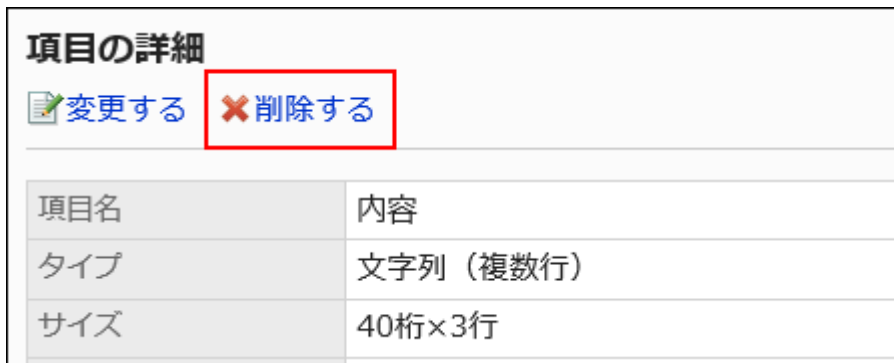 項目の詳細
変更する 削除する
項目名 内容
タイプ 文字列（複数行）
サイズ 40桁×3行